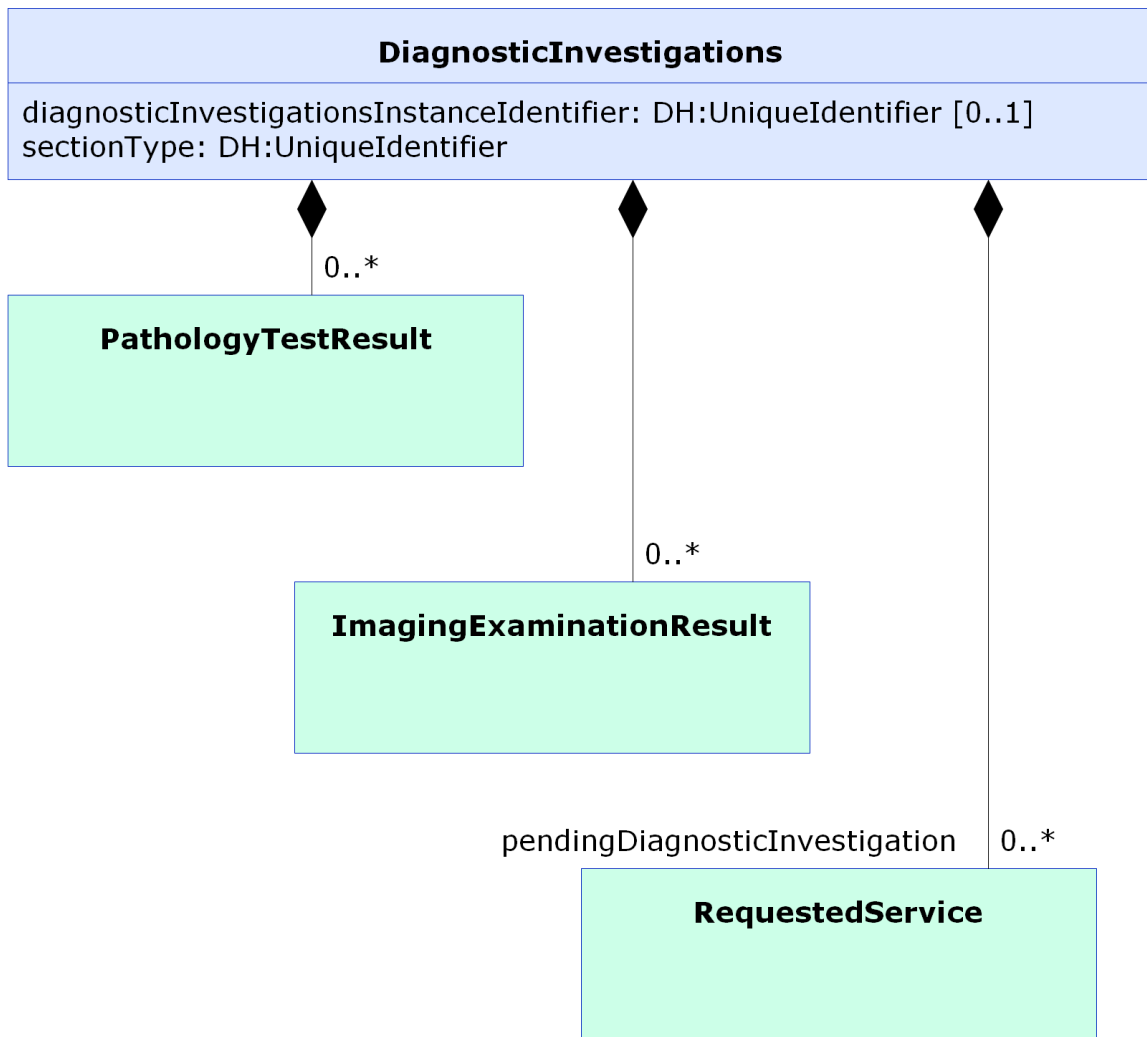 DiagnosticInvestigations
diagnosticInvestigationsInstanceIdentifier: DH:UniqueIdentifier [0..1]
sectionType: DH:UniqueIdentifier
0..*
PathologyTestResult
0..*
ImagingExaminationResult
pendingDiagnosticInvestigation 0..*
RequestedService